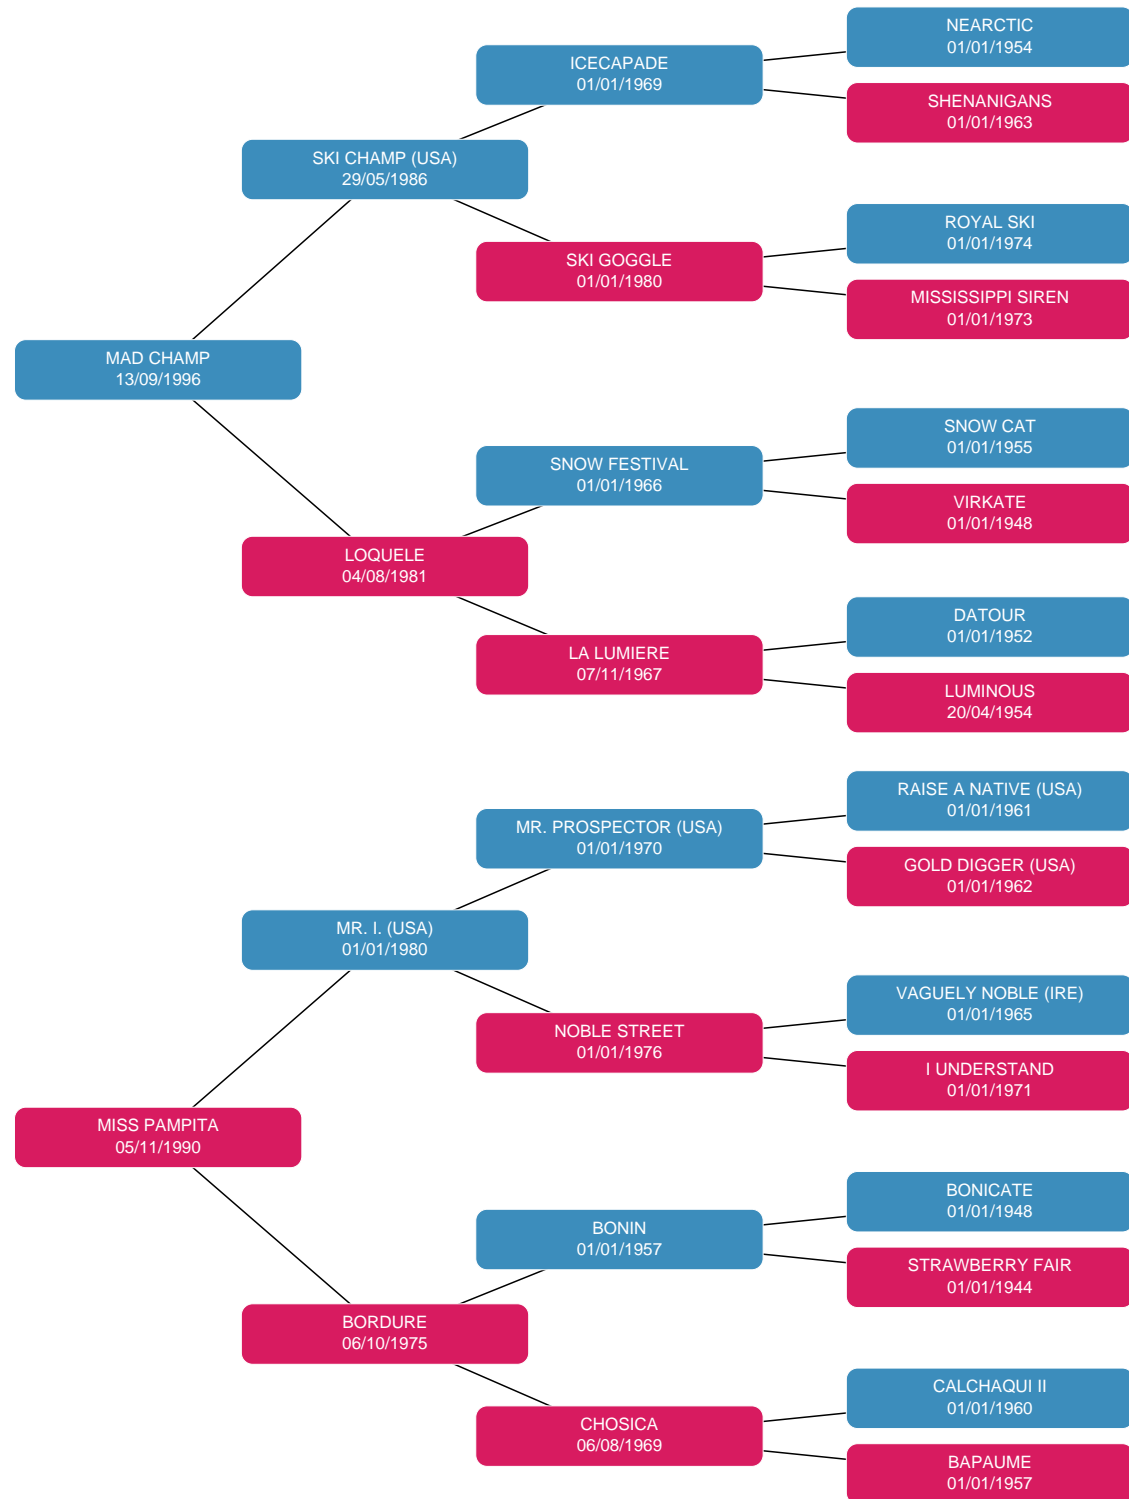 NEARCTIC
01/01/1954
ICECAPADE
01/01/1969
SHENANIGANS
01/01/1963
SKI CHAMP (USA)
29/05/1986
ROYAL SKI
01/01/1974
SKI GOGGLE
01/01/1980
MISSISSIPPI SIREN
01/01/1973
MAD CHAMP
13/09/1996
SNOW CAT
01/01/1955
SNOW FESTIVAL
01/01/1966
VIRKATE
01/01/1948
LOQUELE
04/08/1981
DATOUR
01/01/1952
LA LUMIERE
07/11/1967
LUMINOUS
20/04/1954
RAISE A NATIVE (USA)
01/01/1961
MR. PROSPECTOR (USA)
01/01/1970
GOLD DIGGER (USA)
01/01/1962
MR. I. (USA)
01/01/1980
VAGUELY NOBLE (IRE)
01/01/1965
NOBLE STREET
01/01/1976
I UNDERSTAND
01/01/1971
MISS PAMPITA
05/11/1990
BONICATE
01/01/1948
BONIN
01/01/1957
STRAWBERRY FAIR
01/01/1944
BORDURE
06/10/1975
CALCHAQUI II
01/01/1960
CHOSICA
06/08/1969
BAPAUME
01/01/1957